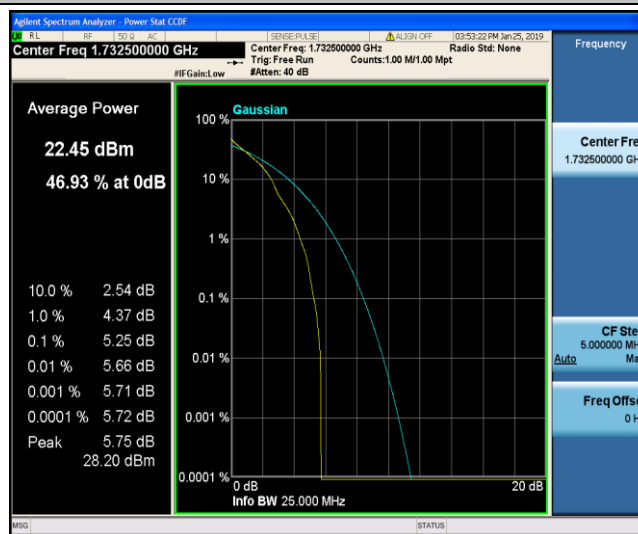 Agilent Spectrum Analyzer - Power Stat CCDF
RL RF 50 Ω AC SENSE:PULSE ALIGN OFF 03:53:22 PM Jan 25, 2019
Center Freq 1.732500000 GHz
Center Freq: 1.732500000 GHz Radio Std: None
Trig: Free Run Counts:1.00 M/1.00 Mpt
#IFGain:Low #Atten: 40 dB
Frequency
Average Power
22.45 dBm
46.93 % at 0dB
10.0 % 2.54 dB
1.0 % 4.37 dB
0.1 % 5.25 dB
0.01 % 5.66 dB
0.001 % 5.71 dB
0.0001 % 5.72 dB
Peak 5.75 dB
28.20 dBm
Gaussian
100 %
10 %
1 %
0.1 %
0.01 %
0.001 %
0.0001 %
0 dB 20 dB
Info BW 25.000 MHz
Center Fre
1.732500000 GH
CF Ste
5.000000 MH
Auto Ma
Freq Offse
0 H
MSG STATUS